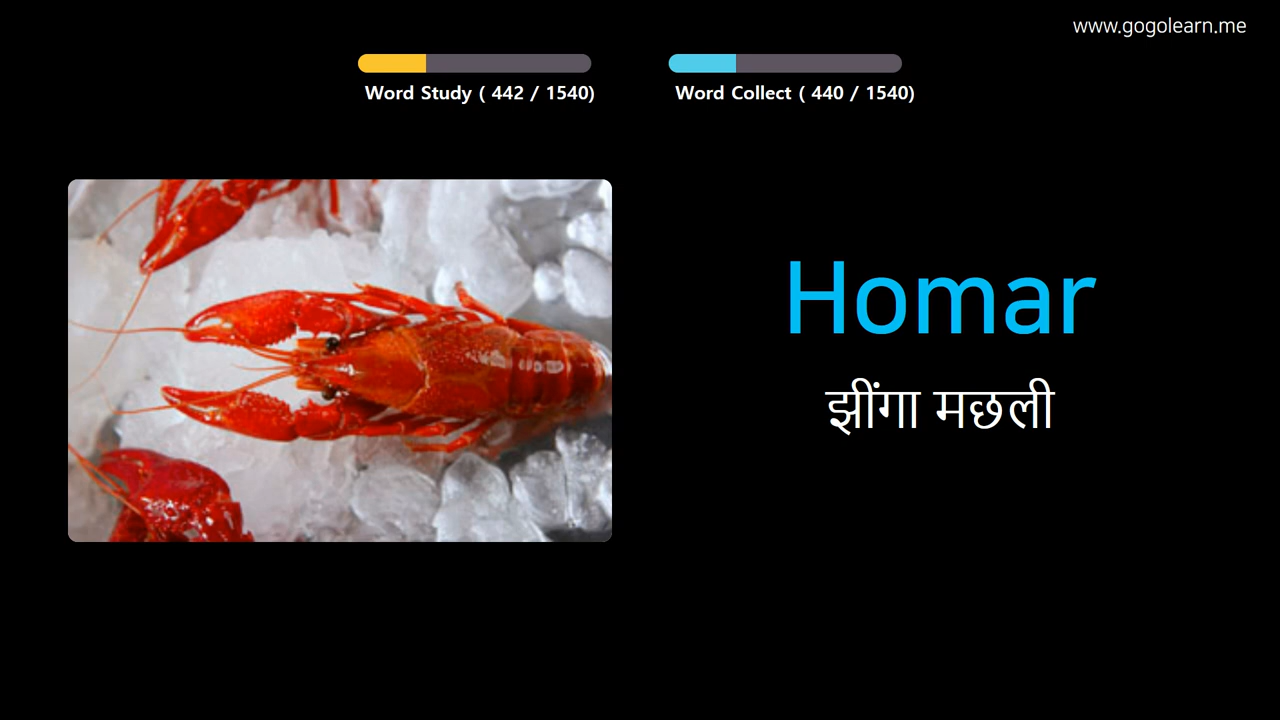 www.gogolearn.me
Word Study ( 442 / 1540)
Word Collect ( 440 / 1540)
Homar
झींगा मछली